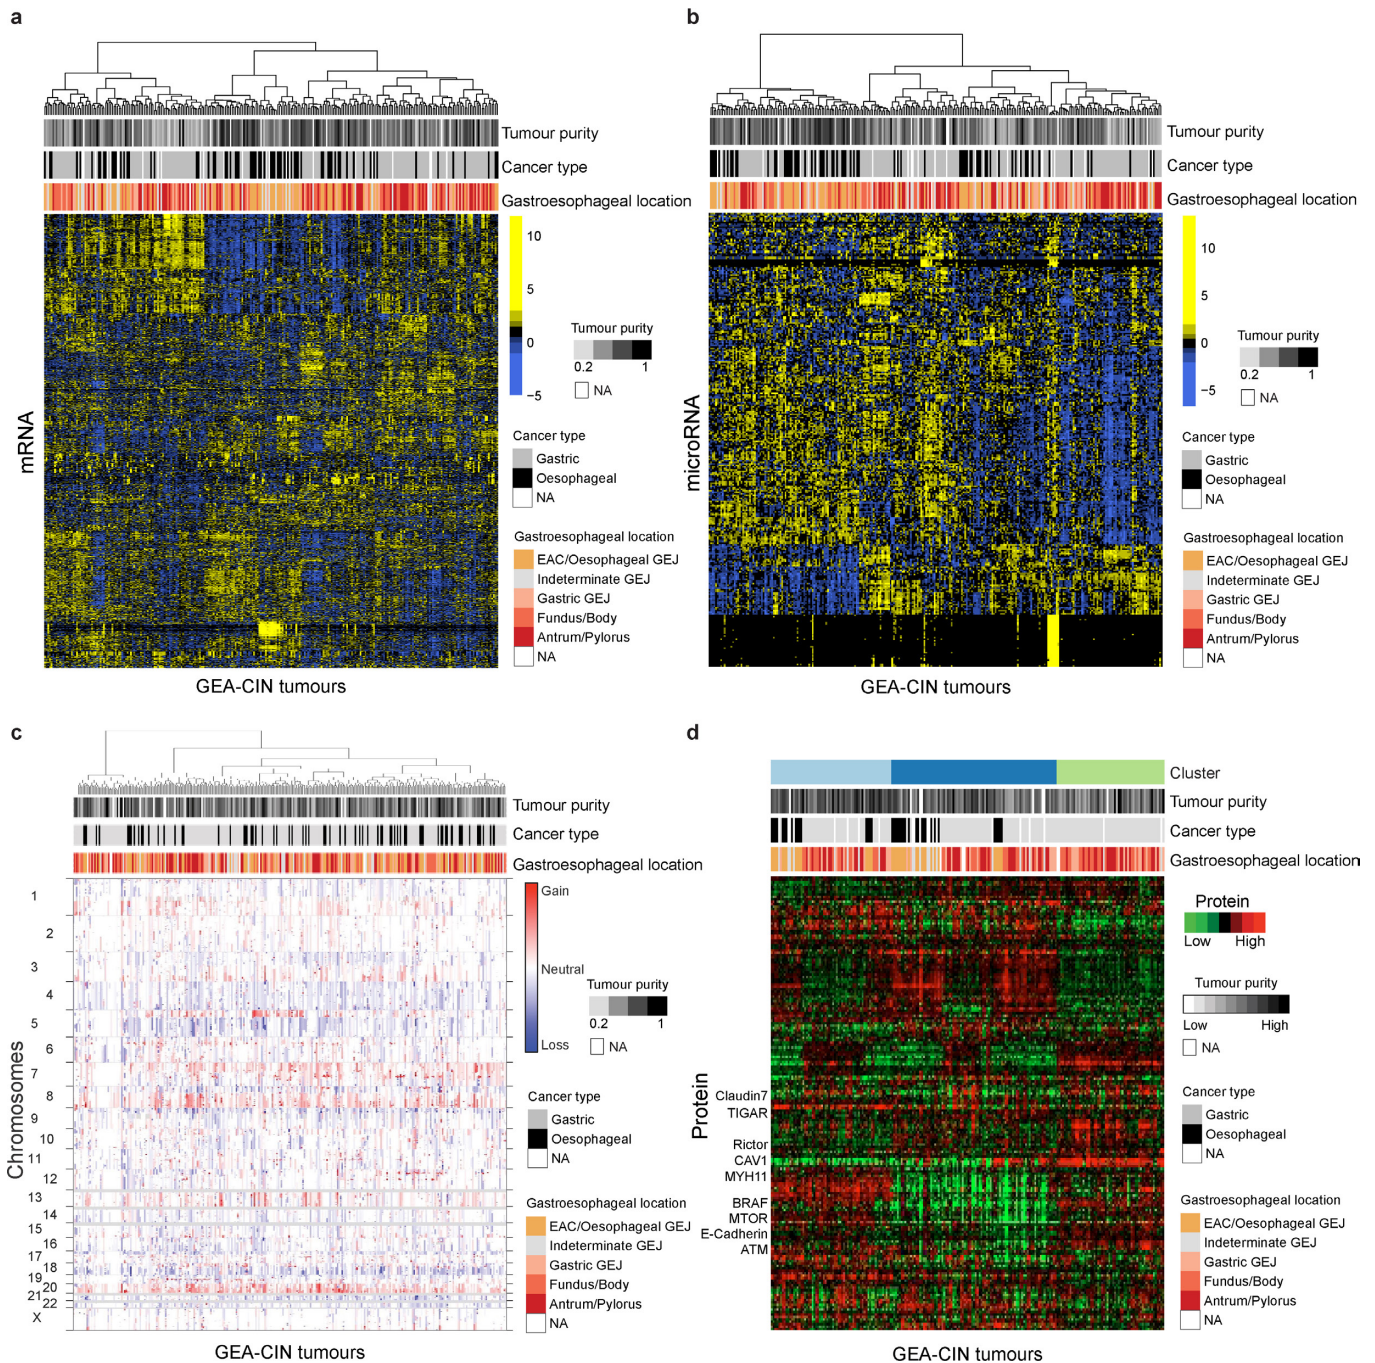 a
Tumour purity
Cancer type
Gastroesophageal location
10
5
0
−5
Tumour purity
0.2 1
NA
Cancer type
Gastric
Oesophageal
NA
Gastroesophageal location
EAC/Oesophageal GEJ
Indeterminate GEJ
Gastric GEJ
Fundus/Body
Antrum/Pylorus
NA
mRNA
GEA-CIN tumours
b
Tumour purity
Cancer type
Gastroesophageal location
10
5
0
−5
Tumour purity
0.2 1
NA
Cancer type
Gastric
Oesophageal
NA
Gastroesophageal location
EAC/Oesophageal GEJ
Indeterminate GEJ
Gastric GEJ
Fundus/Body
Antrum/Pylorus
NA
microRNA
GEA-CIN tumours
c
Tumour purity
Cancer type
Gastroesophageal location
Gain
Neutral
Loss
Tumour purity
0.2 1
NA
Cancer type
Gastric
Oesophageal
NA
Gastroesophageal location
EAC/Oesophageal GEJ
Indeterminate GEJ
Gastric GEJ
Fundus/Body
Antrum/Pylorus
NA
Chromosomes
1
2
3
4
5
6
7
8
9
10
11
12
13
14
15
16
17
18
19
20
21
22
X
GEA-CIN tumours
d
Cluster
Tumour purity
Cancer type
Gastroesophageal location
Protein
Low High
Tumour purity
Low High
NA
Cancer type
Gastric
Oesophageal
NA
Gastroesophageal location
EAC/Oesophageal GEJ
Indeterminate GEJ
Gastric GEJ
Fundus/Body
Antrum/Pylorus
NA
Protein
Claudin7
TIGAR
Rictor
CAV1
MYH11
BRAF
MTOR
E-Cadherin
ATM
GEA-CIN tumours